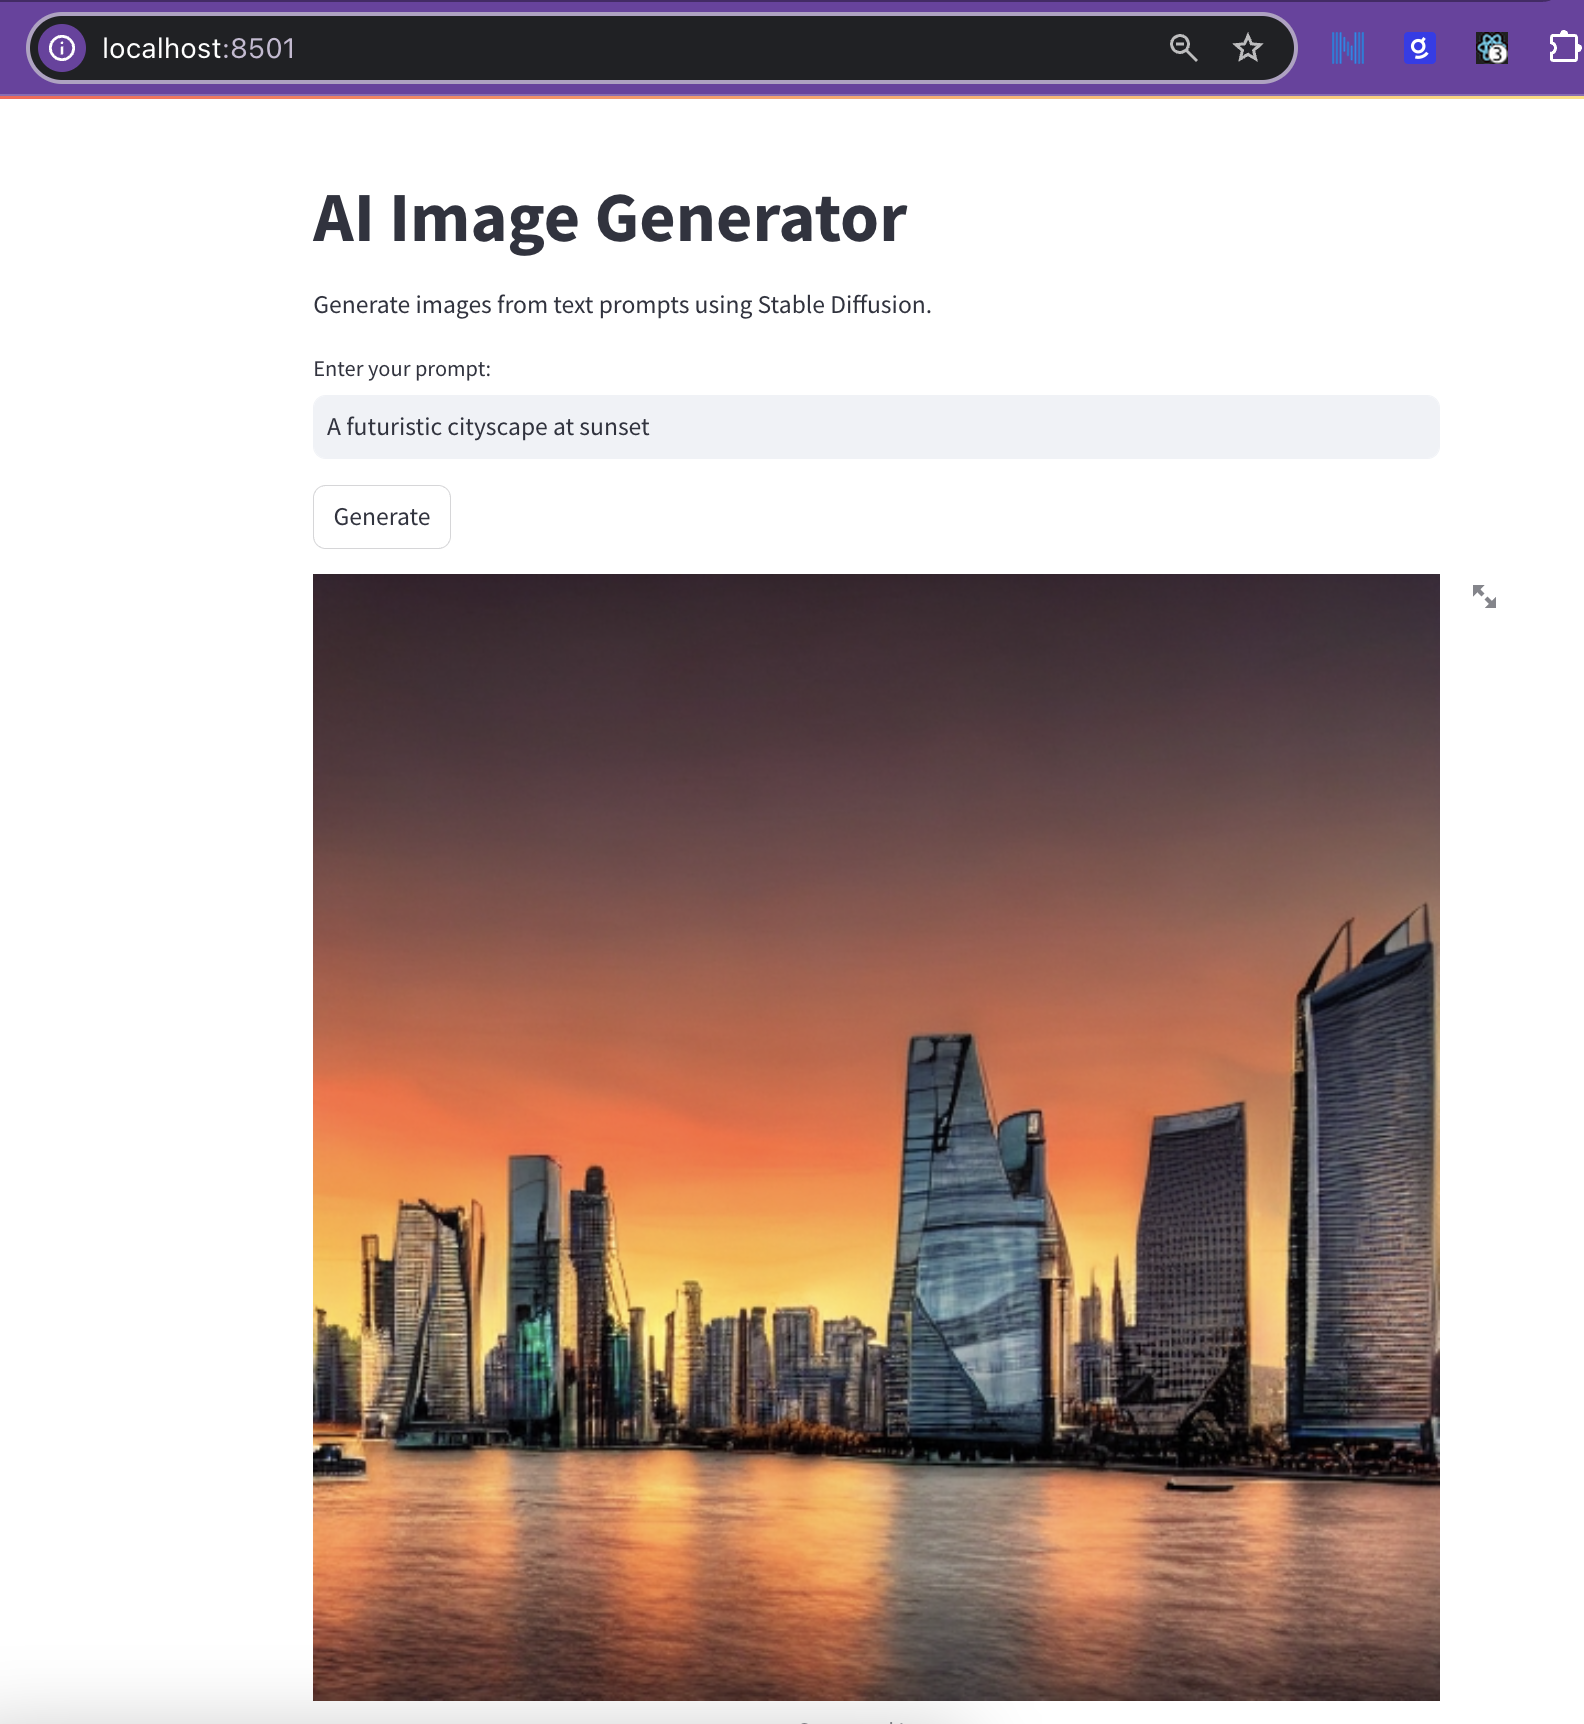 localhost:8501
3
AI Image Generator
Generate images from text prompts using Stable Diffusion.
Enter your prompt:
A futuristic cityscape at sunset
Generate